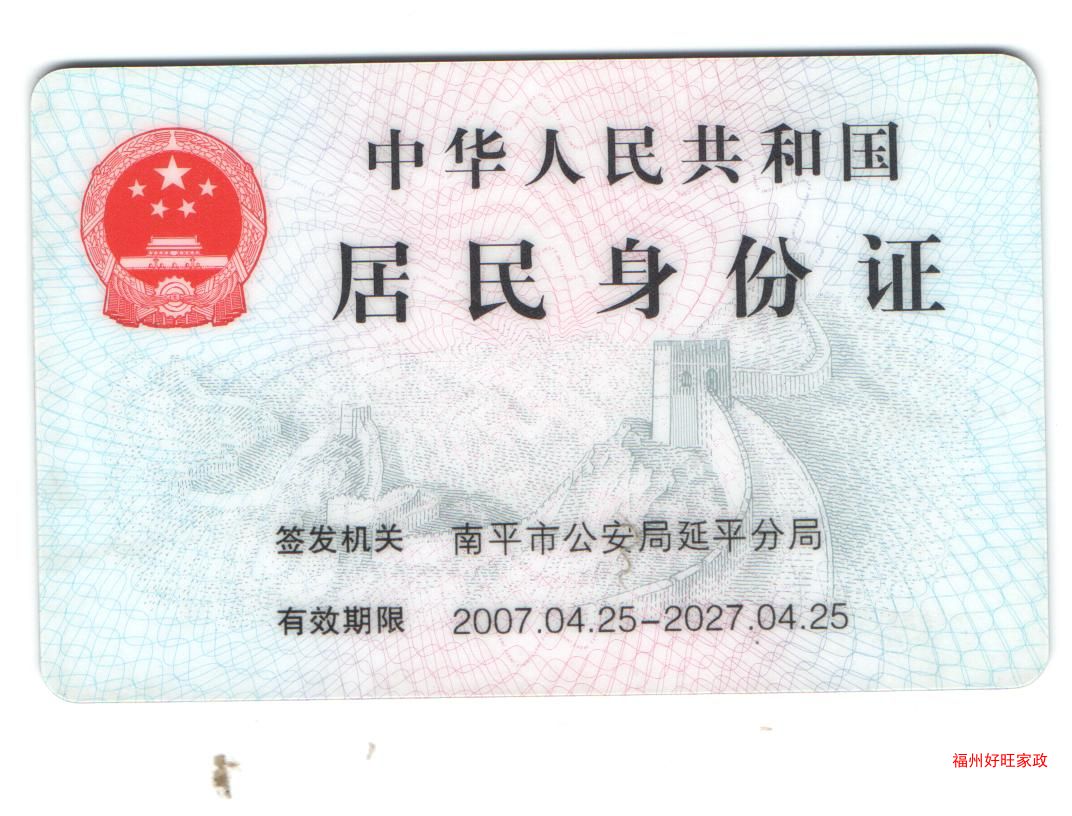 中华人民共和国
居民身份证
签发机关 南平市公安局延平分局
有效期限 2007.04.25-2027.04.25
福州好旺家政